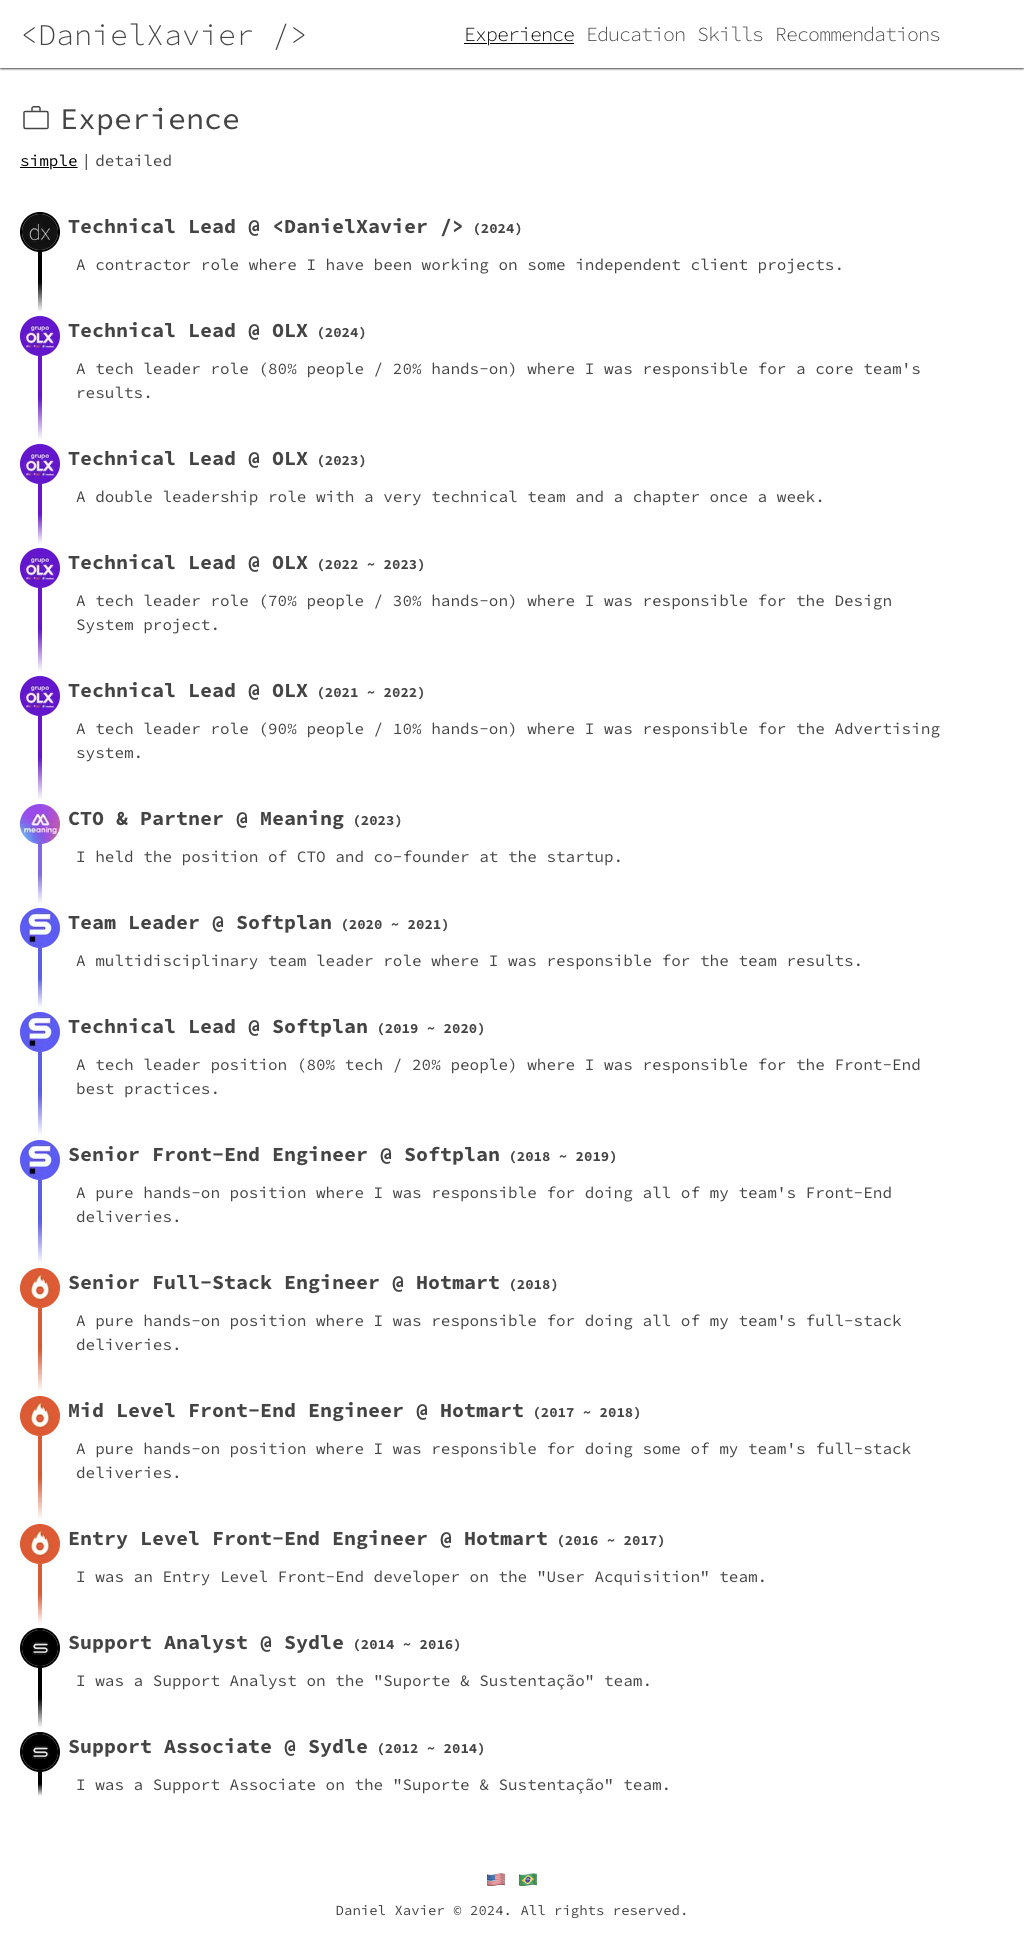 <DanielXavier />
Experience Education Skills Recommendations
Experience
simple | detailed
dx
Technical Lead @ <DanielXavier /> (2024)
A contractor role where I have been working on some independent client projects.
grupo
OLX
Technical Lead @ OLX (2024)
A tech leader role (80% people / 20% hands-on) where I was responsible for a core team's
results.
grupo
OLX
Technical Lead @ OLX (2023)
A double leadership role with a very technical team and a chapter once a week.
grupo
OLX
Technical Lead @ OLX (2022 ~ 2023)
A tech leader role (70% people / 30% hands-on) where I was responsible for the Design
System project.
grupo
OLX
Technical Lead @ OLX (2021 ~ 2022)
A tech leader role (90% people / 10% hands-on) where I was responsible for the Advertising
system.
meaning
CTO & Partner @ Meaning (2023)
I held the position of CTO and co-founder at the startup.
Team Leader @ Softplan (2020 ~ 2021)
A multidisciplinary team leader role where I was responsible for the team results.
Technical Lead @ Softplan (2019 ~ 2020)
A tech leader position (80% tech / 20% people) where I was responsible for the Front-End
best practices.
Senior Front-End Engineer @ Softplan (2018 ~ 2019)
A pure hands-on position where I was responsible for doing all of my team's Front-End
deliveries.
Senior Full-Stack Engineer @ Hotmart (2018)
A pure hands-on position where I was responsible for doing all of my team's full-stack
deliveries.
Mid Level Front-End Engineer @ Hotmart (2017 ~ 2018)
A pure hands-on position where I was responsible for doing some of my team's full-stack
deliveries.
Entry Level Front-End Engineer @ Hotmart (2016 ~ 2017)
I was an Entry Level Front-End developer on the "User Acquisition" team.
Support Analyst @ Sydle (2014 ~ 2016)
I was a Support Analyst on the "Suporte & Sustentação" team.
Support Associate @ Sydle (2012 ~ 2014)
I was a Support Associate on the "Suporte & Sustentação" team.
Daniel Xavier © 2024. All rights reserved.